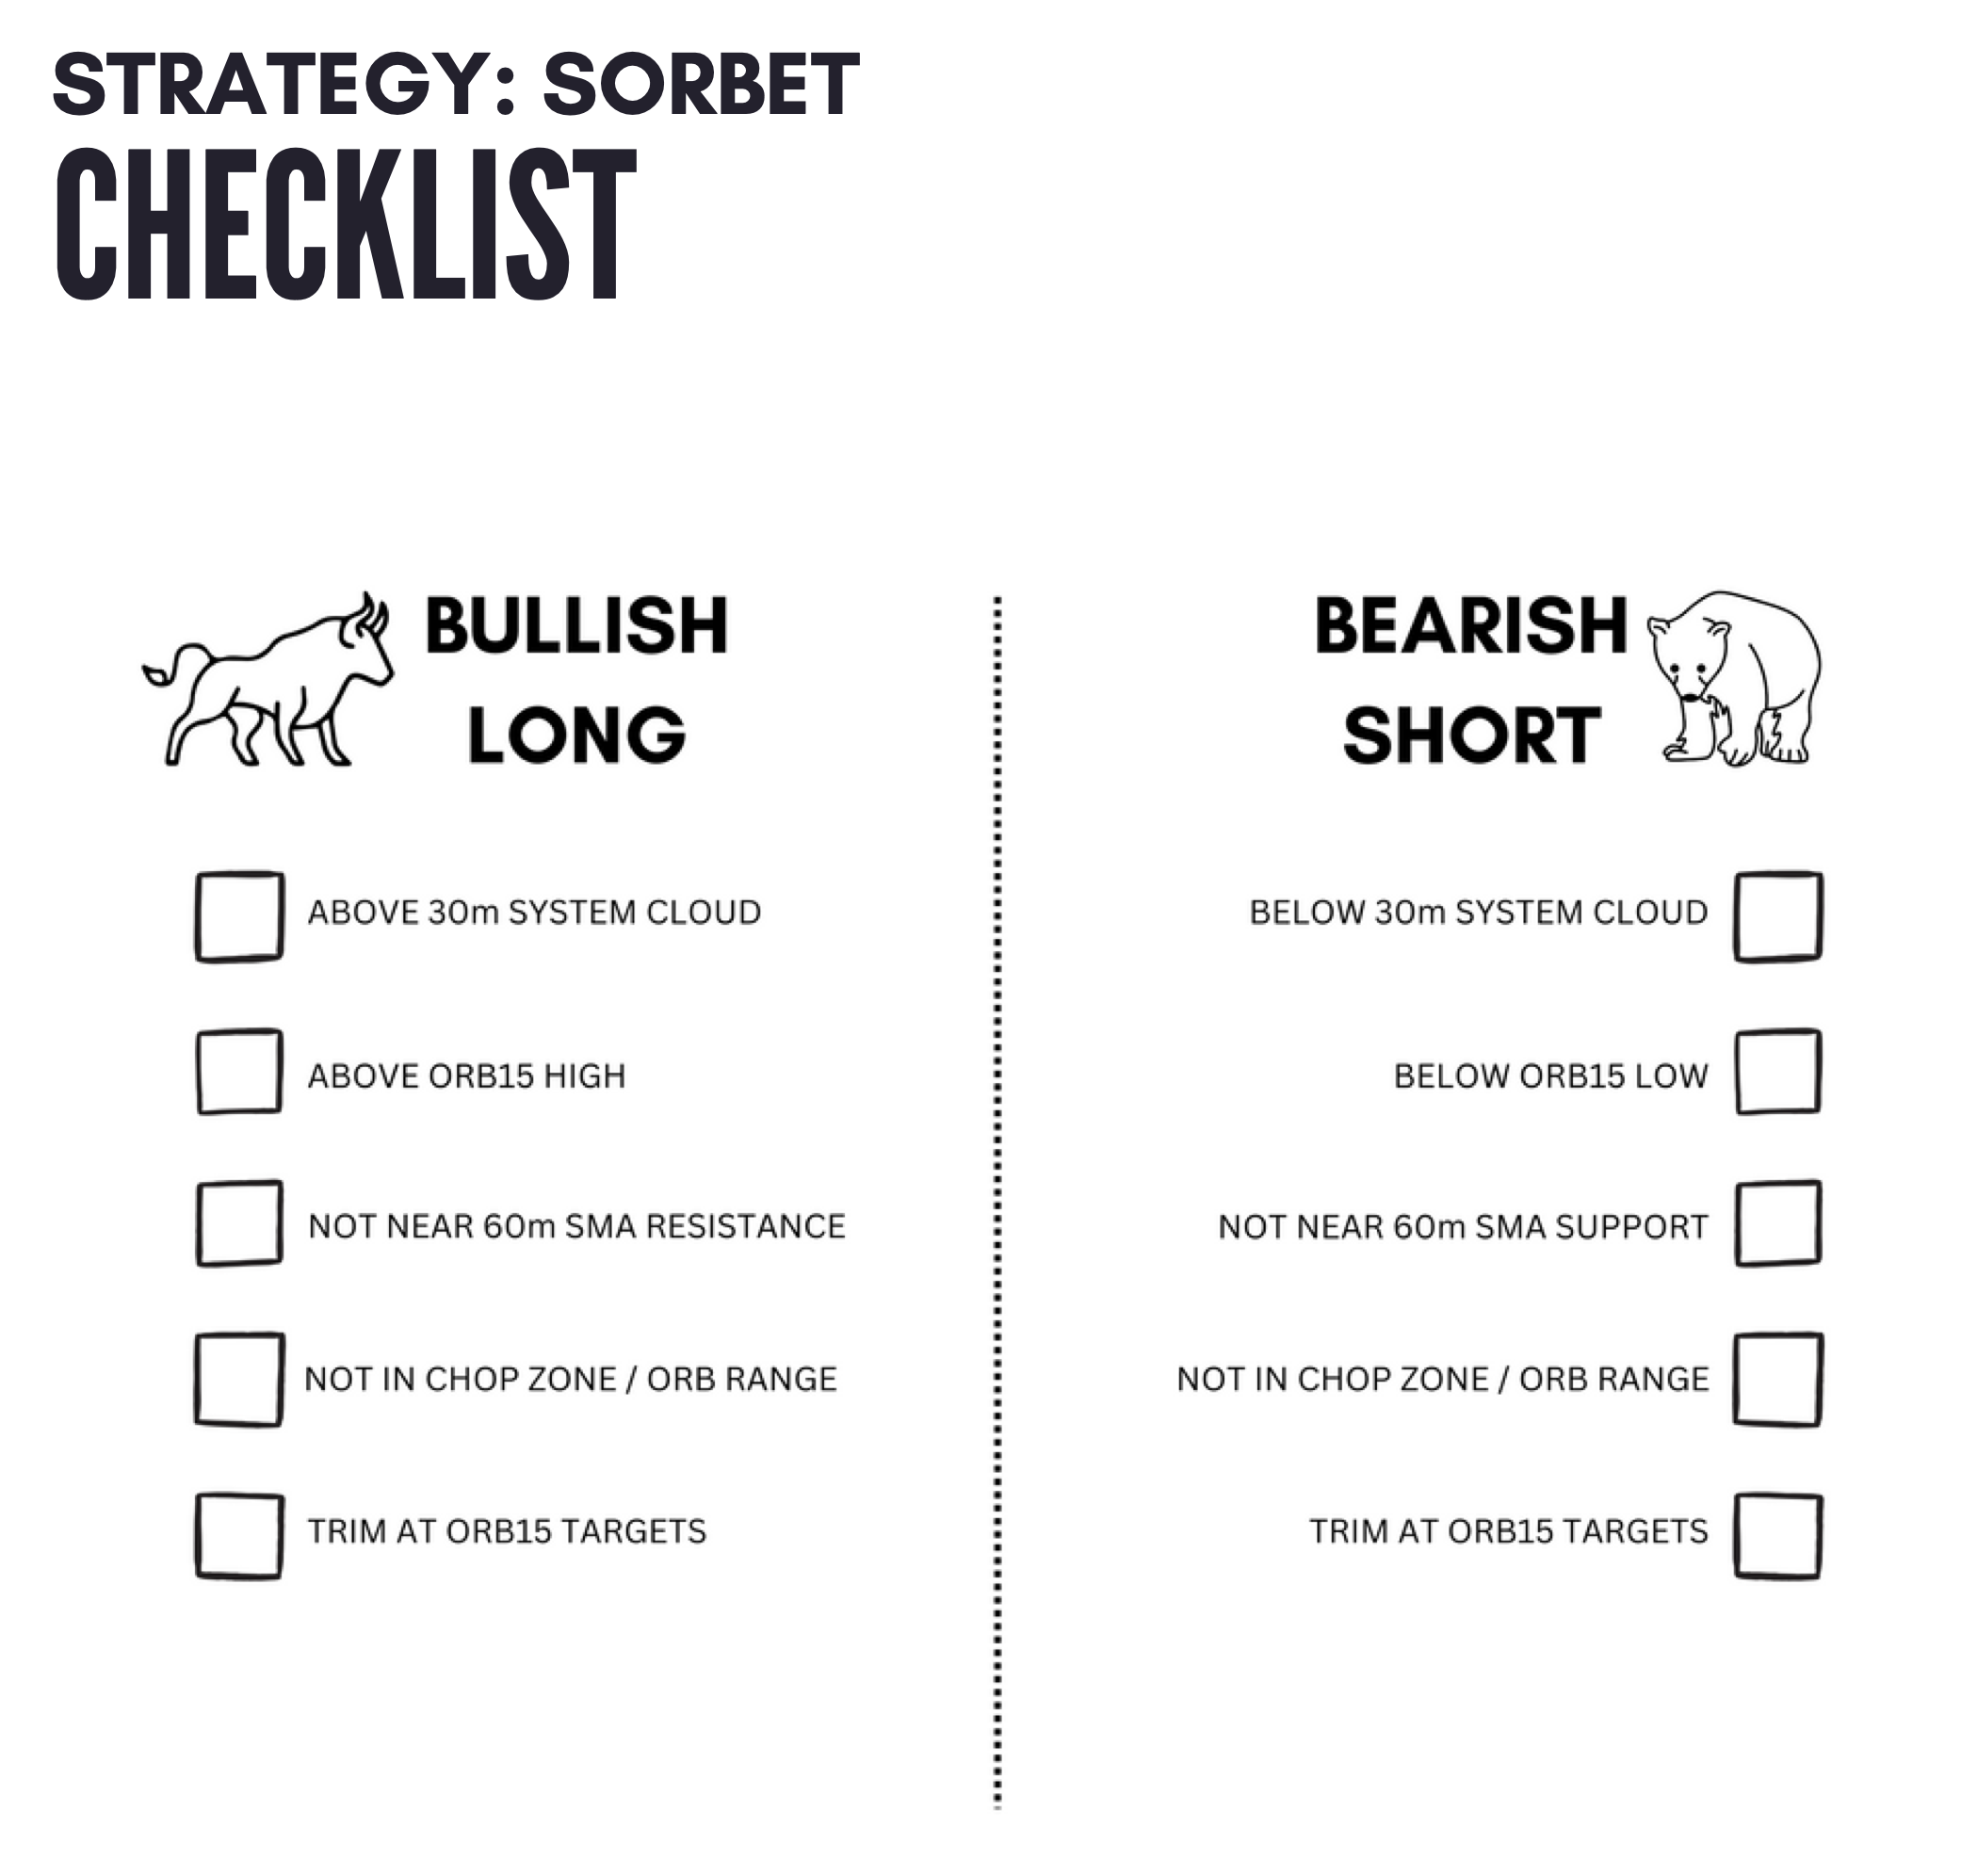 STRATEGY: SORBET
CHECKLIST
BULLISH
LONG
ABOVE 30m SYSTEM CLOUD
ABOVE ORB15 HIGH
NOT NEAR 60m SMA RESISTANCE
NOT IN CHOP ZONE / ORB RANGE
TRIM AT ORB15 TARGETS
BEARISH
SHORT
BELOW 30m SYSTEM CLOUD
BELOW ORB15 LOW
NOT NEAR 60m SMA SUPPORT
NOT IN CHOP ZONE / ORB RANGE
TRIM AT ORB15 TARGETS